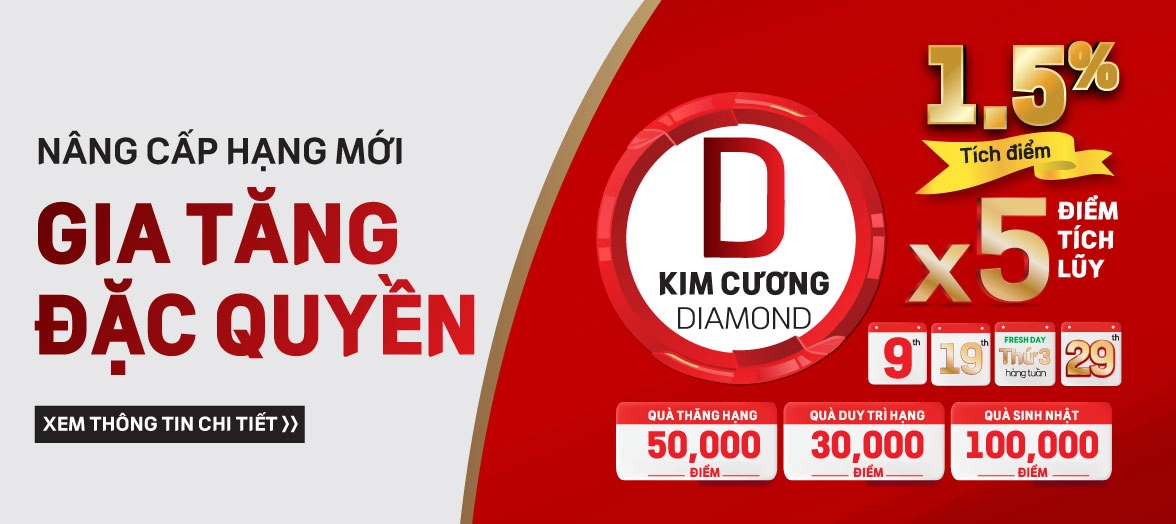 NÂNG CẤP HẠNG MỚI
GIA TĂNG
ĐẶC QUYỀN
XEM THÔNG TIN CHI TIẾT »
D
KIM CƯƠNG
DIAMOND
1.5%
Tích điểm
x5
ĐIỂM
TÍCH
LŨY
9th
19th
FRESH DAY
Thứ 3
hàng tuần
29th
QUÀ THĂNG HẠNG
50,000
ĐIỂM
QUÀ DUY TRÌ HẠNG
30,000
ĐIỂM
QUÀ SINH NHẬT
100,000
ĐIỂM